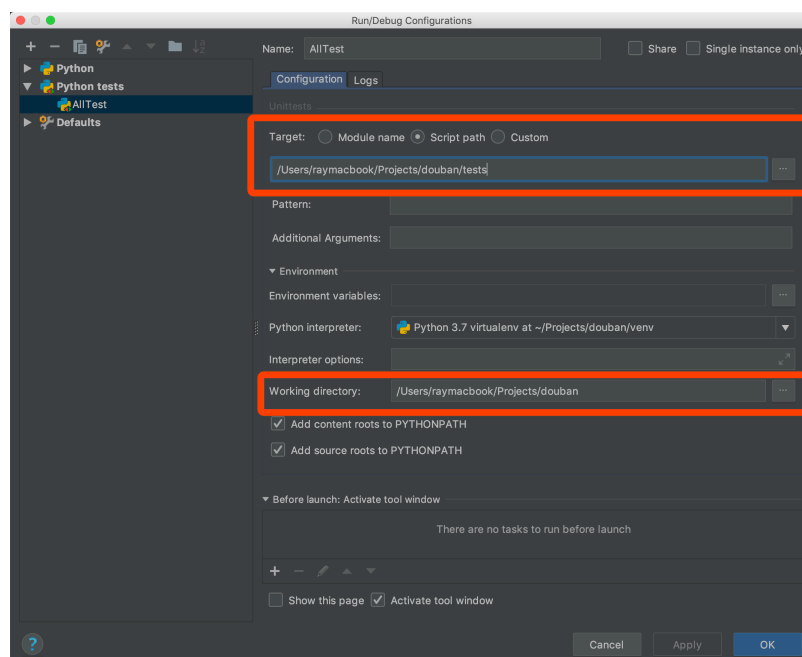 Run/Debug Configurations
Name: AllTest Share Single instance only
Python
Python tests
AllTest
Defaults
Configuration Logs
Unittests
Target: Module name Script path Custom
/Users/raymacbook/Projects/douban/tests
...
Pattern:
Additional Arguments:
Environment
Environment variables:
...
Python interpreter: Python 3.7 virtualenv at ~/Projects/douban/venv
Interpreter options:
Working directory: /Users/raymacbook/Projects/douban
...
Add content roots to PYTHONPATH
Add source roots to PYTHONPATH
Before launch: Activate tool window
There are no tasks to run before launch
Show this page Activate tool window
? Cancel Apply OK